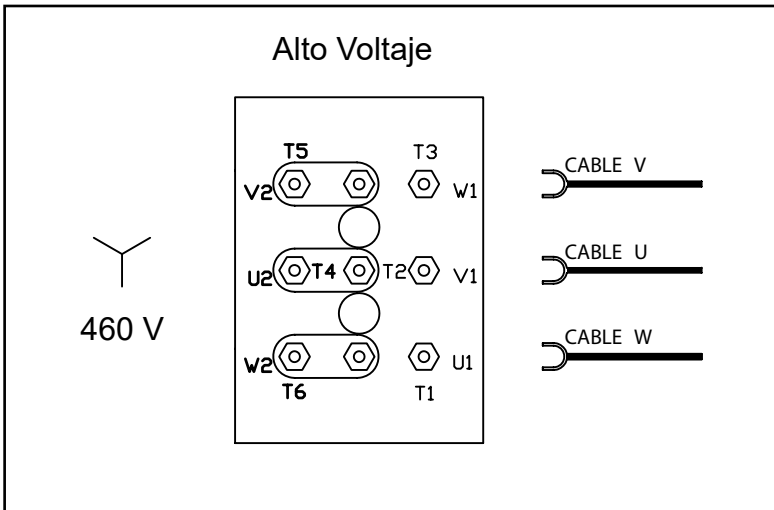 Alto Voltaje
T5 T3
V2 W1 CABLE V
U2 T4 T2 V1 CABLE U
460 V
W2 U1 CABLE W
T6 T1